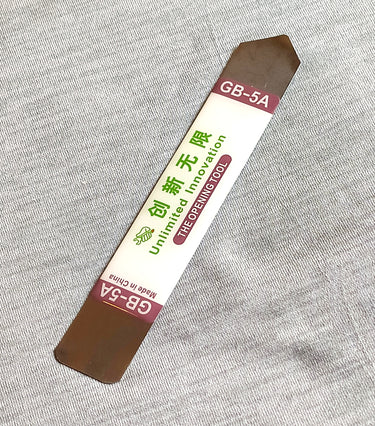 GB-5A
创新无限
Unlimited Innovation
THE OPENING TOOL
Made in China
GB-5A